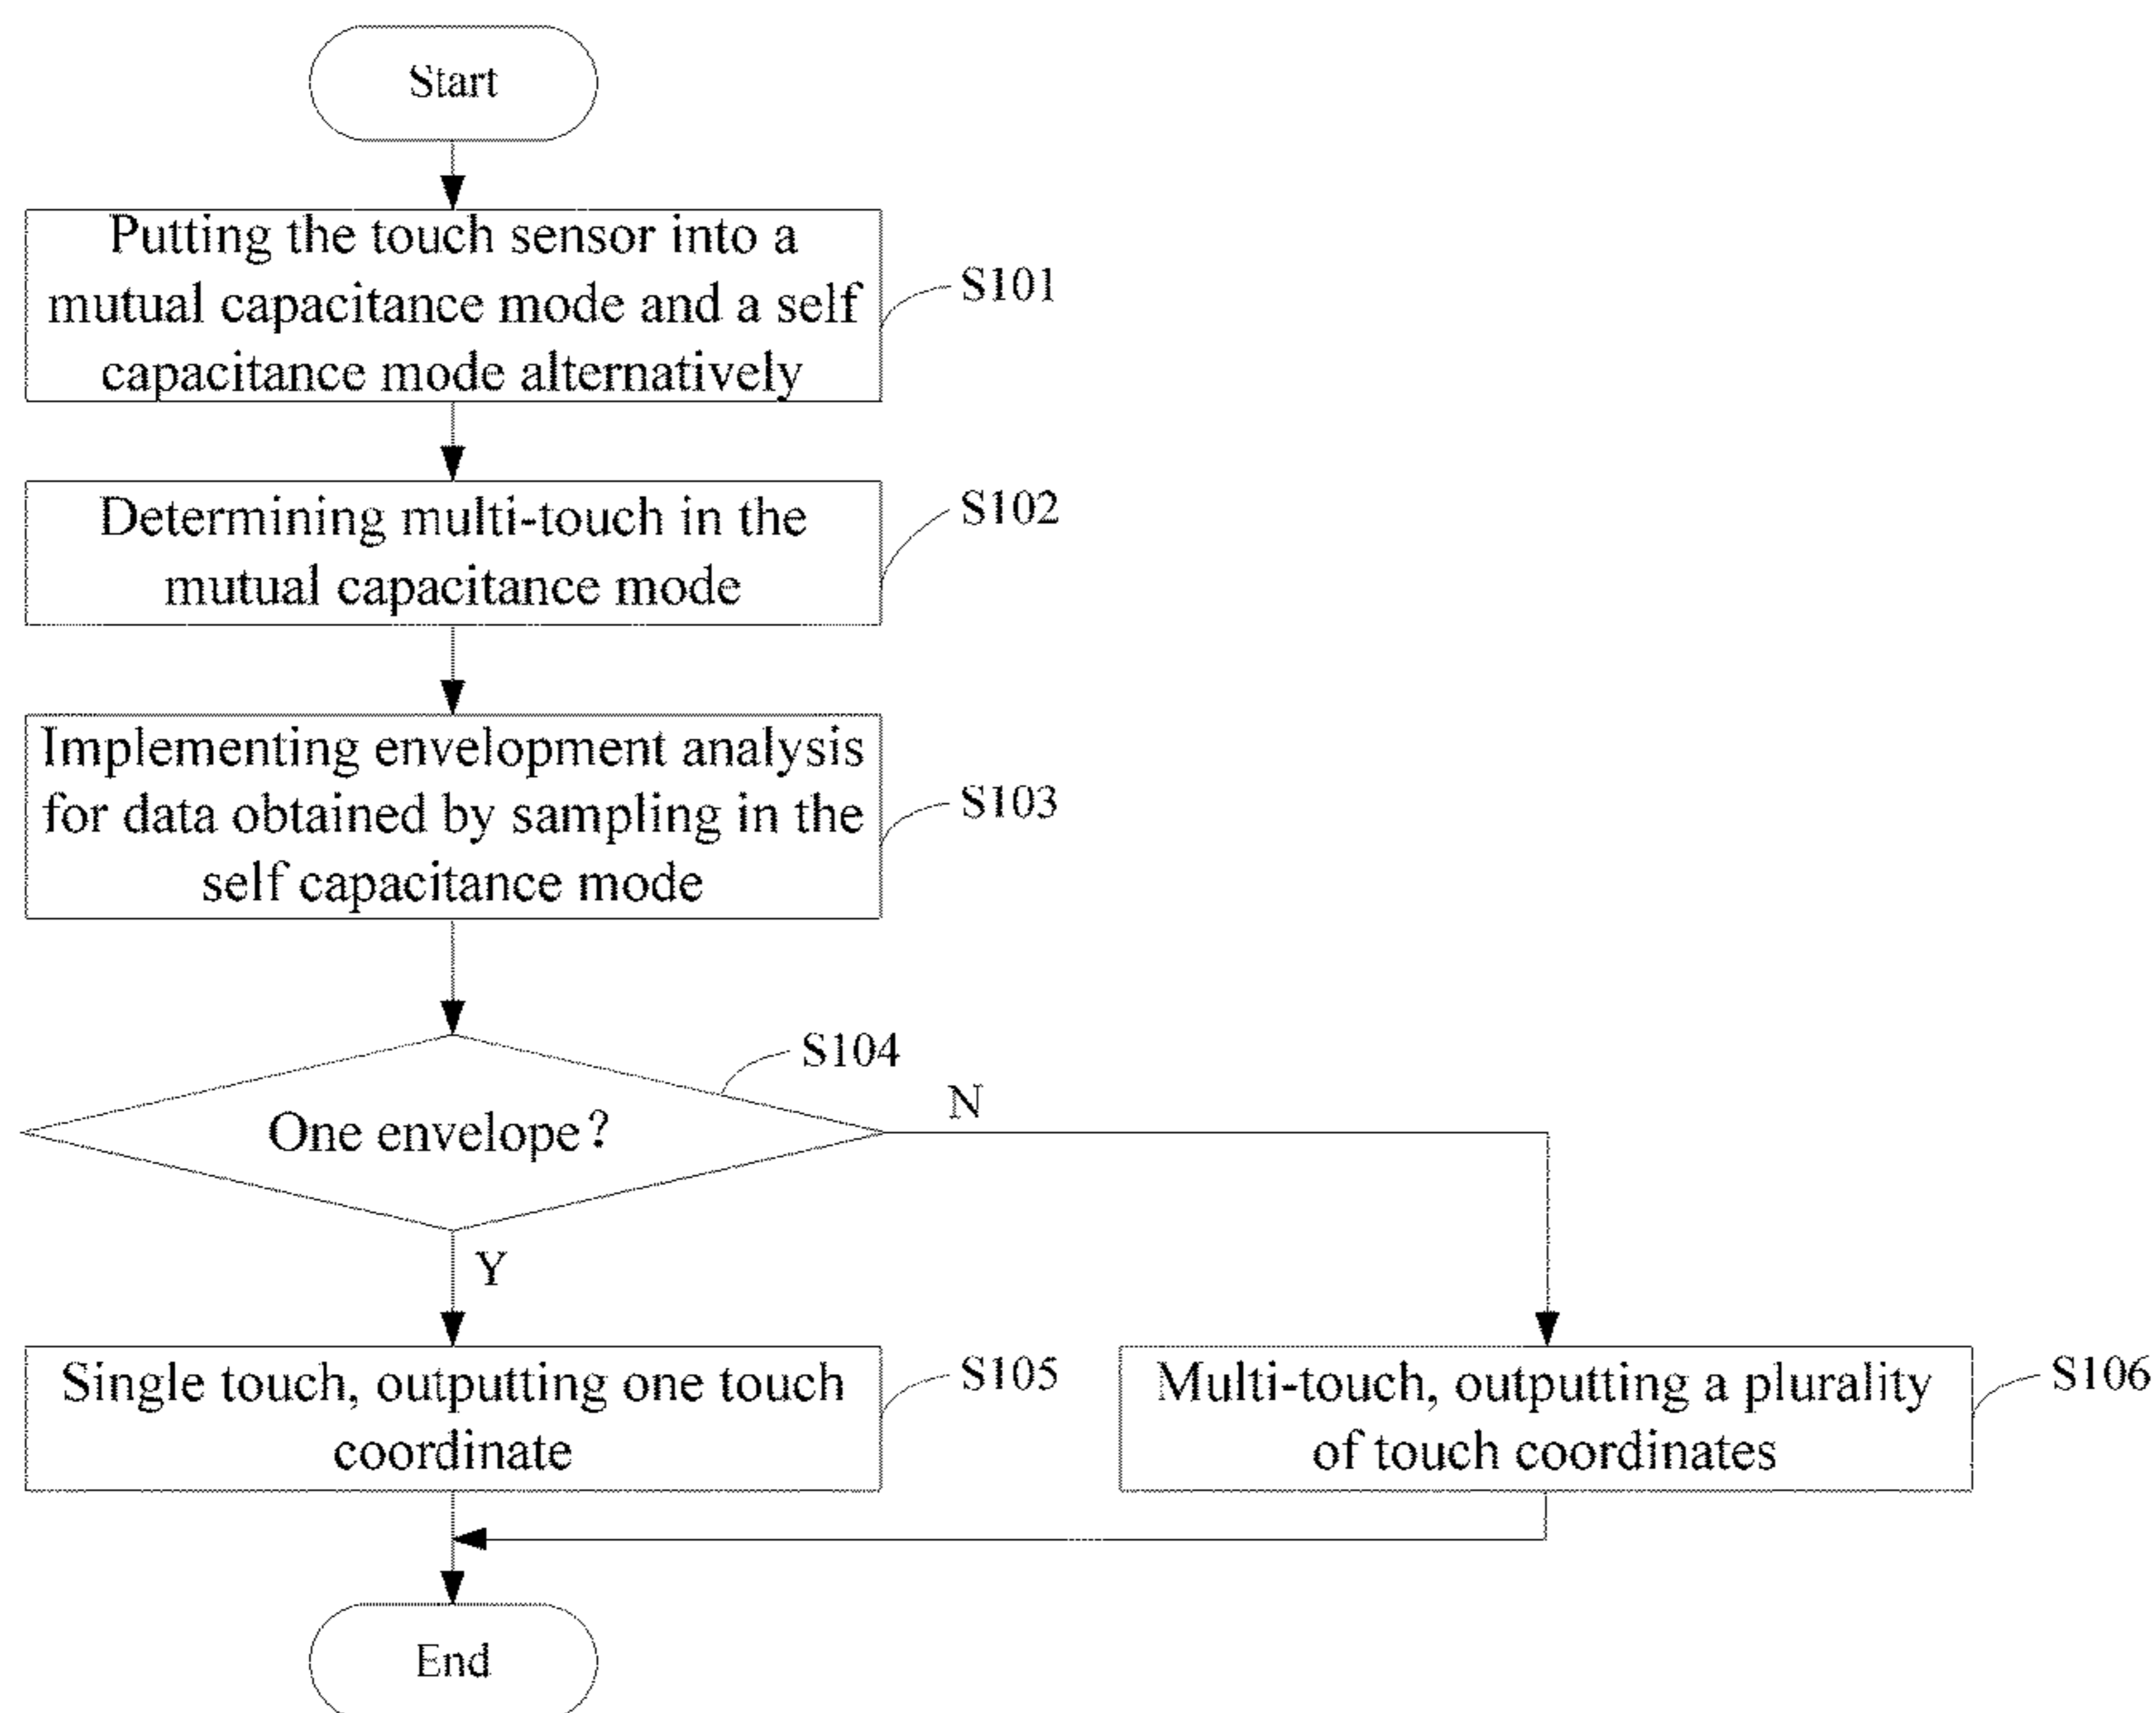 Start
Putting the touch sensor into a
mutual capacitance mode and a self
capacitance mode alternatively
S101
Determining multi-touch in the
mutual capacitance mode
S102
Implementing envelopment analysis
for data obtained by sampling in the
self capacitance mode
S103
One envelope?
S104
N
Y
Single touch, outputting one touch
coordinate
S105
Multi-touch, outputting a plurality
of touch coordinates
S106
End